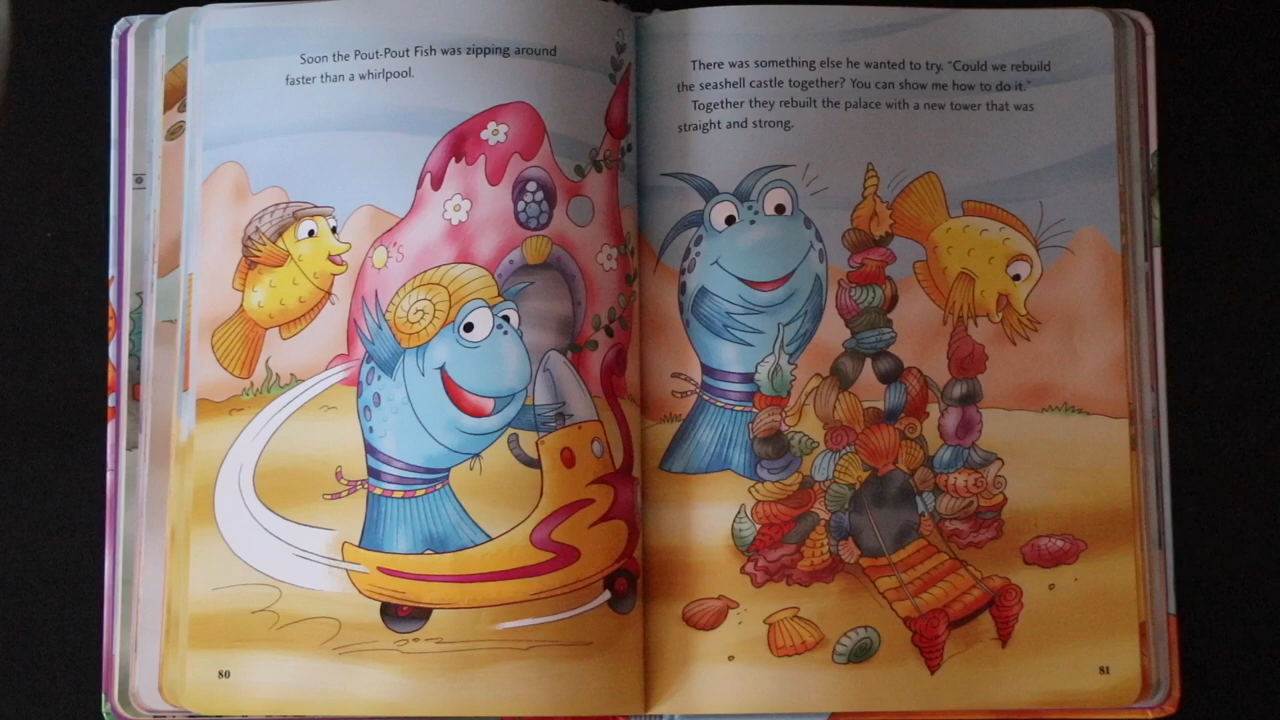 Soon the Pout-Pout Fish was zipping around
faster than a whirlpool.
80
There was something else he wanted to try. "Could we rebuild
the seashell castle together? You can show me how to do it."
Together they rebuilt the palace with a new tower that was
straight and strong.
81